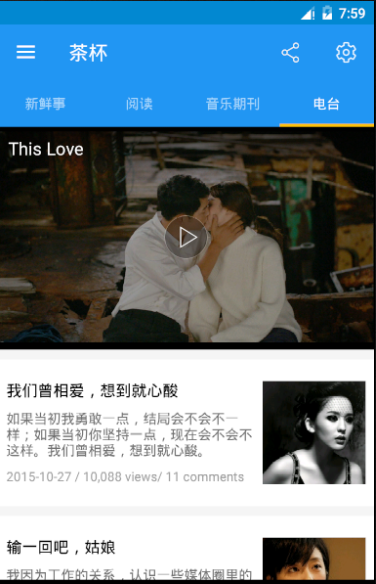 7:59
茶杯
新鲜事 阅读 音乐期刊 电台
This Love
我们曾相爱，想到就心酸
如果当初我勇敢一点，结局会不会不一
样；如果当初你坚持一点，现在会不会不
这样。我们曾相爱，想到就心酸。
2015-10-27 / 10,088 views/ 11 comments
输一回吧，姑娘
我因为工作的关系，认识一些媒体圈里的